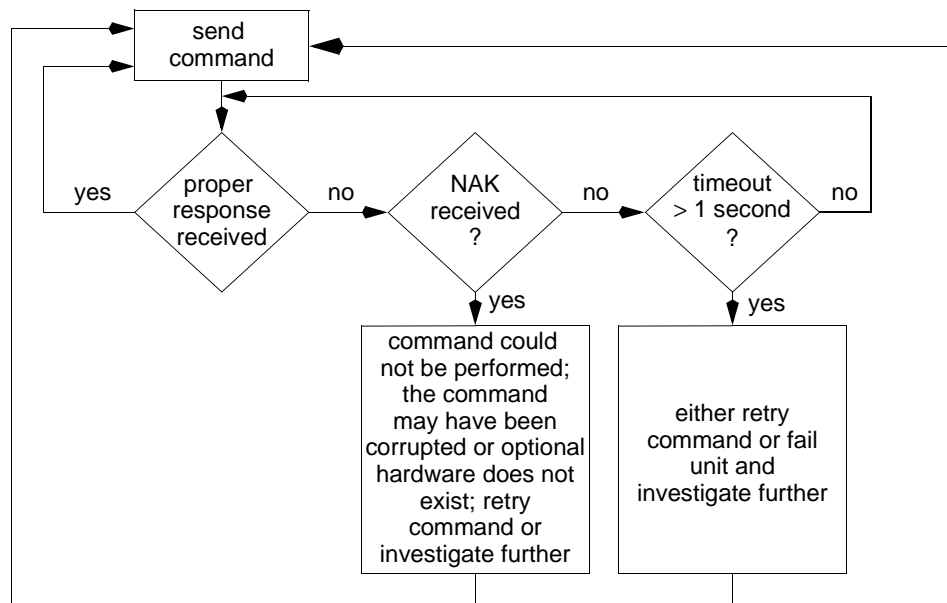 send
command
yes
proper
response
received
no
NAK
received
?
no
timeout
> 1 second
?
no
yes
command could
not be performed;
the command
may have been
corrupted or optional
hardware does not
exist; retry
command or
investigate further
yes
either retry
command or fail
unit and
investigate further